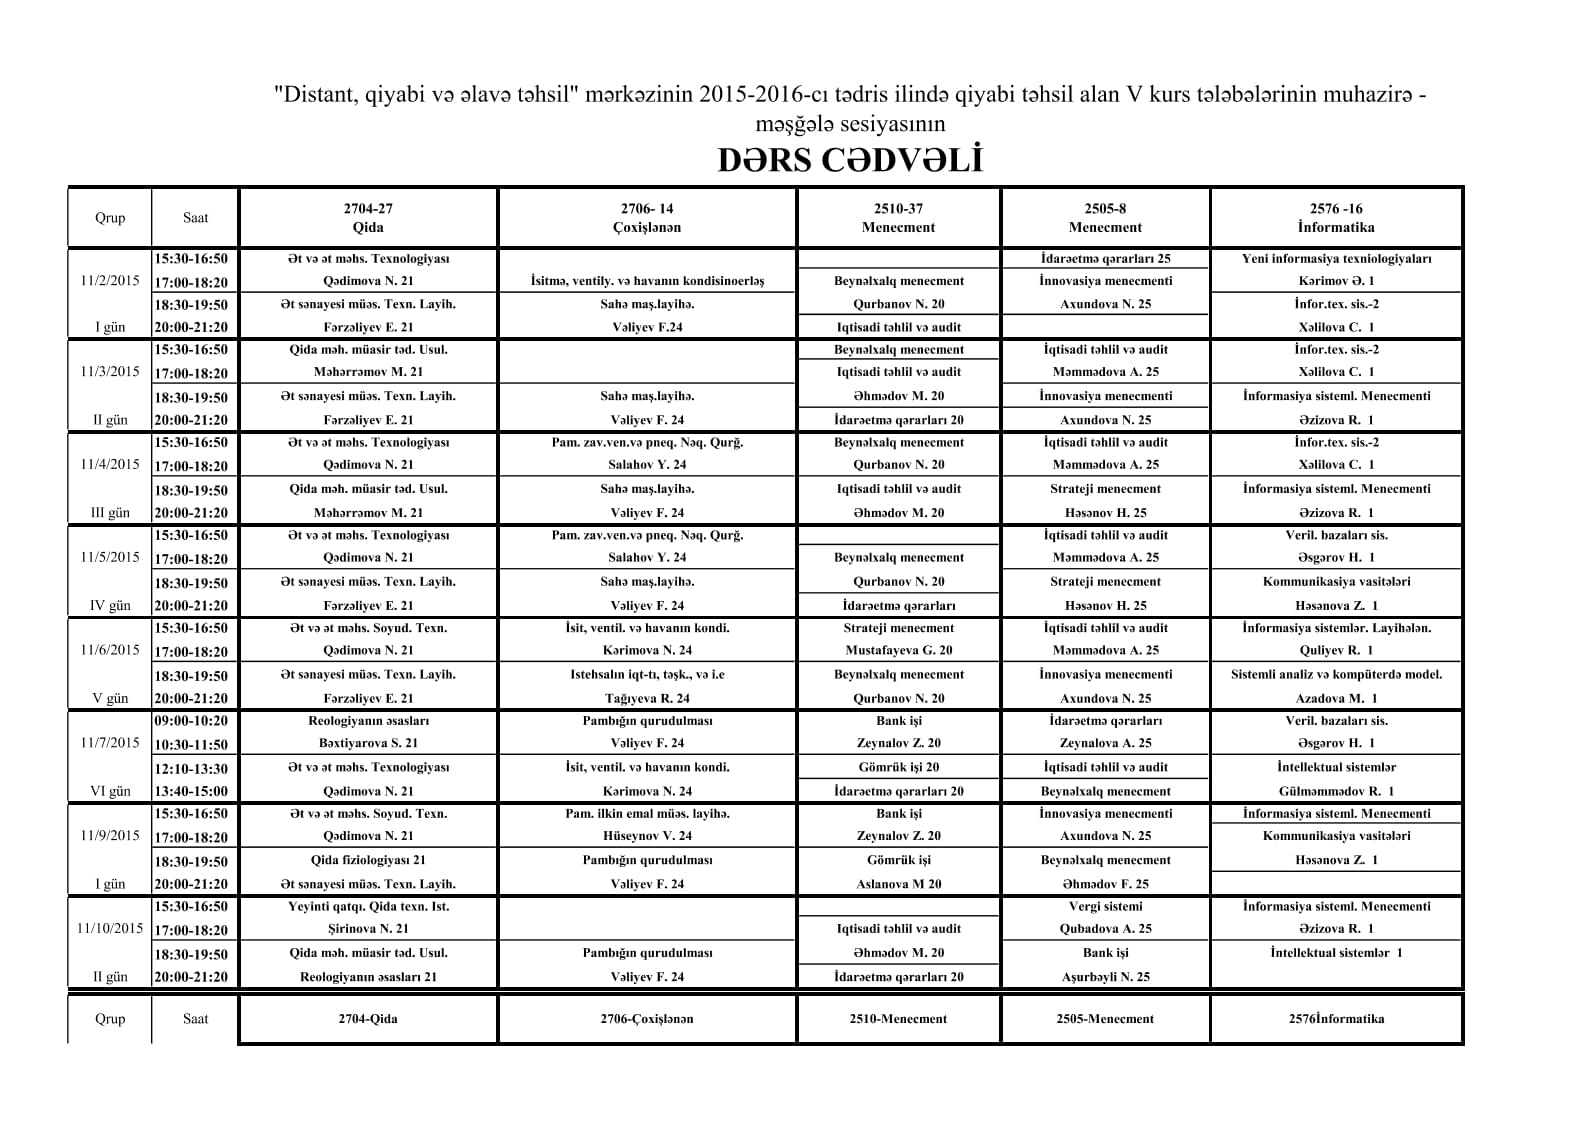 "Distant, qiyabi və əlavə təhsil" mərkəzinin 2015-2016-cı tədris ilində qiyabi təhsil alan V kurs tələbələrinin muhazirə -
məşğələ sesiyasının
DƏRS CƏDVƏLİ
Qrup Saat 2704-27 Qida 2706- 14 Çoxişlənən 2510-37 Menecment 2505-8 Menecment 2576 -16 İnformatika
15:30-16:50 Ət və ət məhs. Texnologiyası İdarəetmə qərarları 25 Yeni informasiya texniologiyaları
11/2/2015 17:00-18:20 Qədimova N. 21 İsitmə, ventily. və havanın kondisinoerləş Beynəlxalq menecment İnnovasiya menecmenti Kərimov Ə. 1
18:30-19:50 Ət sənayesi müəs. Texn. Layih. Sahə maş.layihə. Qurbanov N. 20 Axundova N. 25 İnfor.tex. sis.-2
I gün 20:00-21:20 Fərzəliyev E. 21 Vəliyev F.24 Iqtisadi təhlil və audit Xəlilova C. 1
15:30-16:50 Qida məh. müasir təd. Usul. Beynəlxalq menecment İqtisadi təhlil və audit İnfor.tex. sis.-2
11/3/2015 17:00-18:20 Məhərrəmov M. 21 Iqtisadi təhlil və audit Məmmədova A. 25 Xəlilova C. 1
18:30-19:50 Ət sənayesi müəs. Texn. Layih. Sahə maş.layihə. Əhmədov M. 20 İnnovasiya menecmenti İnformasiya sisteml. Menecmenti
II gün 20:00-21:20 Fərzəliyev E. 21 Vəliyev F. 24 İdarəetmə qərarları 20 Axundova N. 25 Əzizova R. 1
15:30-16:50 Ət və ət məhs. Texnologiyası Pam. zav.ven.və pneq. Nəq. Qurğ. Beynəlxalq menecment İqtisadi təhlil və audit İnfor.tex. sis.-2
11/4/2015 17:00-18:20 Qədimova N. 21 Salahov Y. 24 Qurbanov N. 20 Məmmədova A. 25 Xəlilova C. 1
18:30-19:50 Qida məh. müasir təd. Usul. Sahə maş.layihə. Iqtisadi təhlil və audit Strateji menecment İnformasiya sisteml. Menecmenti
III gün 20:00-21:20 Məhərrəmov M. 21 Vəliyev F. 24 Əhmədov M. 20 Həsənov H. 25 Əzizova R. 1
15:30-16:50 Ət və ət məhs. Texnologiyası Pam. zav.ven.və pneq. Nəq. Qurğ. İqtisadi təhlil və audit Veril. bazaları sis.
11/5/2015 17:00-18:20 Qədimova N. 21 Salahov Y. 24 Beynəlxalq menecment Məmmədova A. 25 Əsgərov H. 1
18:30-19:50 Ət sənayesi müəs. Texn. Layih. Sahə maş.layihə. Qurbanov N. 20 Strateji menecment Kommunikasiya vasitələri
IV gün 20:00-21:20 Fərzəliyev E. 21 Vəliyev F. 24 İdarəetmə qərarları Həsənov H. 25 Həsənova Z. 1
15:30-16:50 Ət və ət məhs. Soyud. Texn. İsit, ventil. və havanın kondi. Strateji menecment İqtisadi təhlil və audit İnformasiya sistemlər. Layihələn.
11/6/2015 17:00-18:20 Qədimova N. 21 Kərimova N. 24 Mustafayeva G. 20 Məmmədova A. 25 Quliyev R. 1
18:30-19:50 Ət sənayesi müəs. Texn. Layih. Istehsalın iqt-tı, təşk., və i.e Beynəlxalq menecment İnnovasiya menecmenti Sistemli analiz və kompüterdə model.
V gün 20:00-21:20 Fərzəliyev E. 21 Tağıyeva R. 24 Qurbanov N. 20 Axundova N. 25 Azadova M. 1
09:00-10:20 Reologiyanın əsasları Pambığın qurudulması Bank işi İdarəetmə qərarları Veril. bazaları sis.
11/7/2015 10:30-11:50 Bəxtiyarova S. 21 Vəliyev F. 24 Zeynalov Z. 20 Zeynalova A. 25 Əsgərov H. 1
12:10-13:30 Ət və ət məhs. Texnologiyası İsit, ventil. və havanın kondi. Gömrük işi 20 İqtisadi təhlil və audit İntellektual sistemlər
VI gün 13:40-15:00 Qədimova N. 21 Kərimova N. 24 İdarəetmə qərarları 20 Beynəlxalq menecment Gülməmmədov R. 1
15:30-16:50 Ət və ət məhs. Soyud. Texn. Pam. ilkin emal müəs. layihə. Bank işi İnnovasiya menecmenti İnformasiya sisteml. Menecmenti
11/9/2015 17:00-18:20 Qədimova N. 21 Hüseynov V. 24 Zeynalov Z. 20 Axundova N. 25 Kommunikasiya vasitələri
18:30-19:50 Qida fiziologiyası 21 Pambığın qurudulması Gömrük işi Beynəlxalq menecment Həsənova Z. 1
I gün 20:00-21:20 Ət sənayesi müəs. Texn. Layih. Vəliyev F. 24 Aslanova M 20 Əhmədov F. 25
15:30-16:50 Yeyinti qatqı. Qida texn. Ist. Vergi sistemi İnformasiya sisteml. Menecmenti
11/10/2015 17:00-18:20 Şirinova N. 21 Iqtisadi təhlil və audit Qubadova A. 25 Əzizova R. 1
18:30-19:50 Qida məh. müasir təd. Usul. Pambığın qurudulması Əhmədov M. 20 Bank işi İntellektual sistemlər 1
II gün 20:00-21:20 Reologiyanın əsasları 21 Vəliyev F. 24 İdarəetmə qərarları 20 Aşurbəyli N. 25
Qrup Saat 2704-Qida 2706-Çoxişlənən 2510-Menecment 2505-Menecment 2576İnformatika